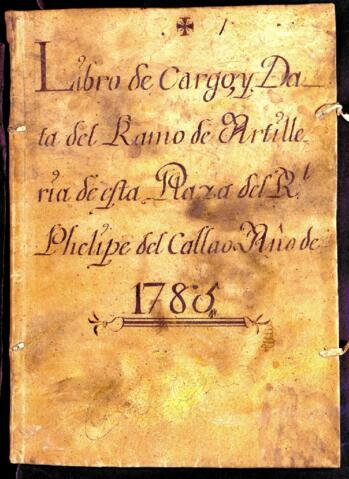 ✠ 1
Libro de Cargo, y Da
ta del Ramo de Artille
ria de esta Plaza del Rl
Phelipe del Callao Año de
1786,